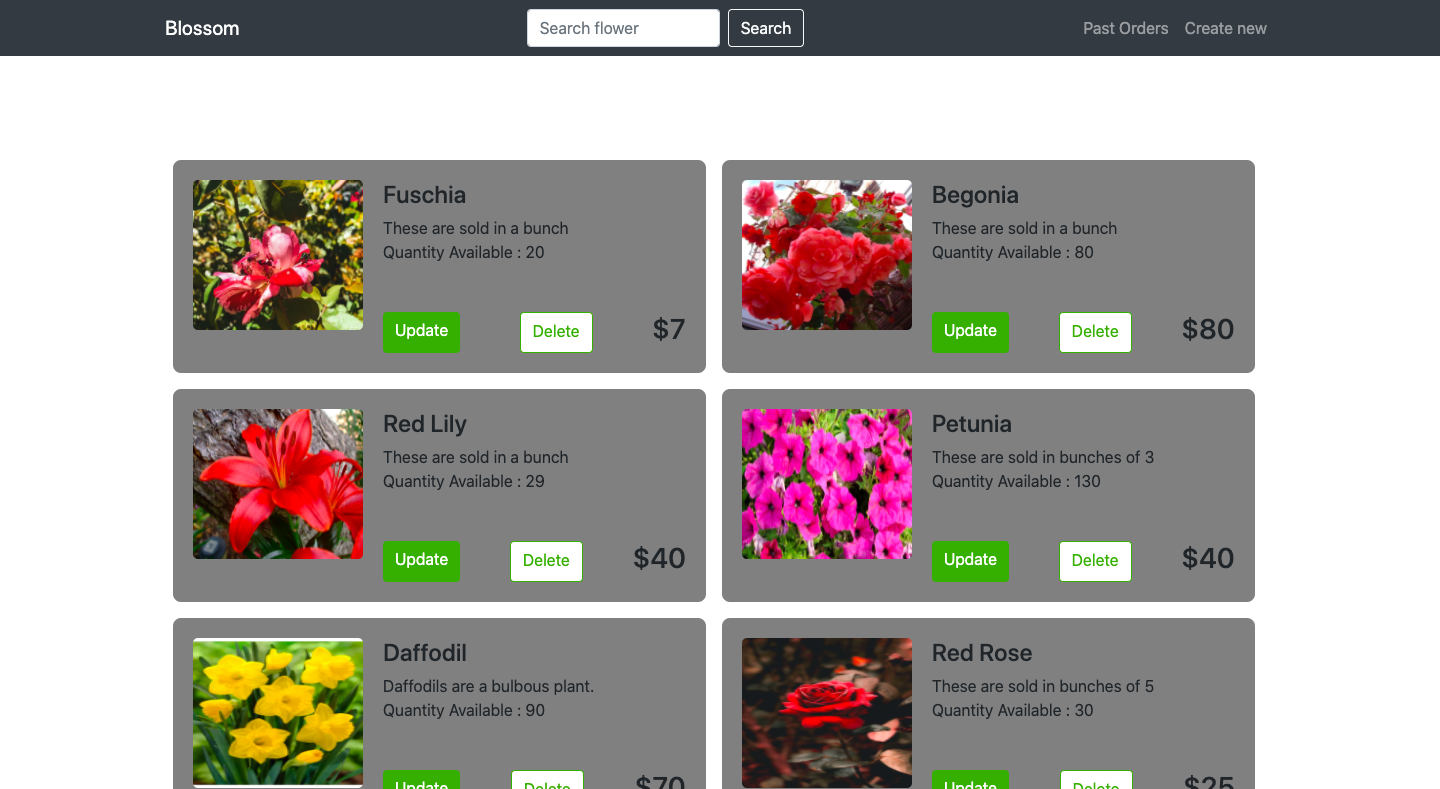 Blossom
Search flower
Search
Past Orders
Create new
Fuschia
These are sold in a bunch
Quantity Available : 20
Update
Delete
$7
Begonia
These are sold in a bunch
Quantity Available : 80
Update
Delete
$80
Red Lily
These are sold in a bunch
Quantity Available : 29
Update
Delete
$40
Petunia
These are sold in bunches of 3
Quantity Available : 130
Update
Delete
$40
Daffodil
Daffodils are a bulbous plant.
Quantity Available : 90
Update
Delete
$70
Red Rose
These are sold in bunches of 5
Quantity Available : 30
Update
Delete
$25